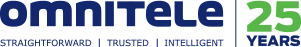 OMNITELE
STRAIGHTFORWARD | TRUSTED | INTELLIGENT
25
YEARS